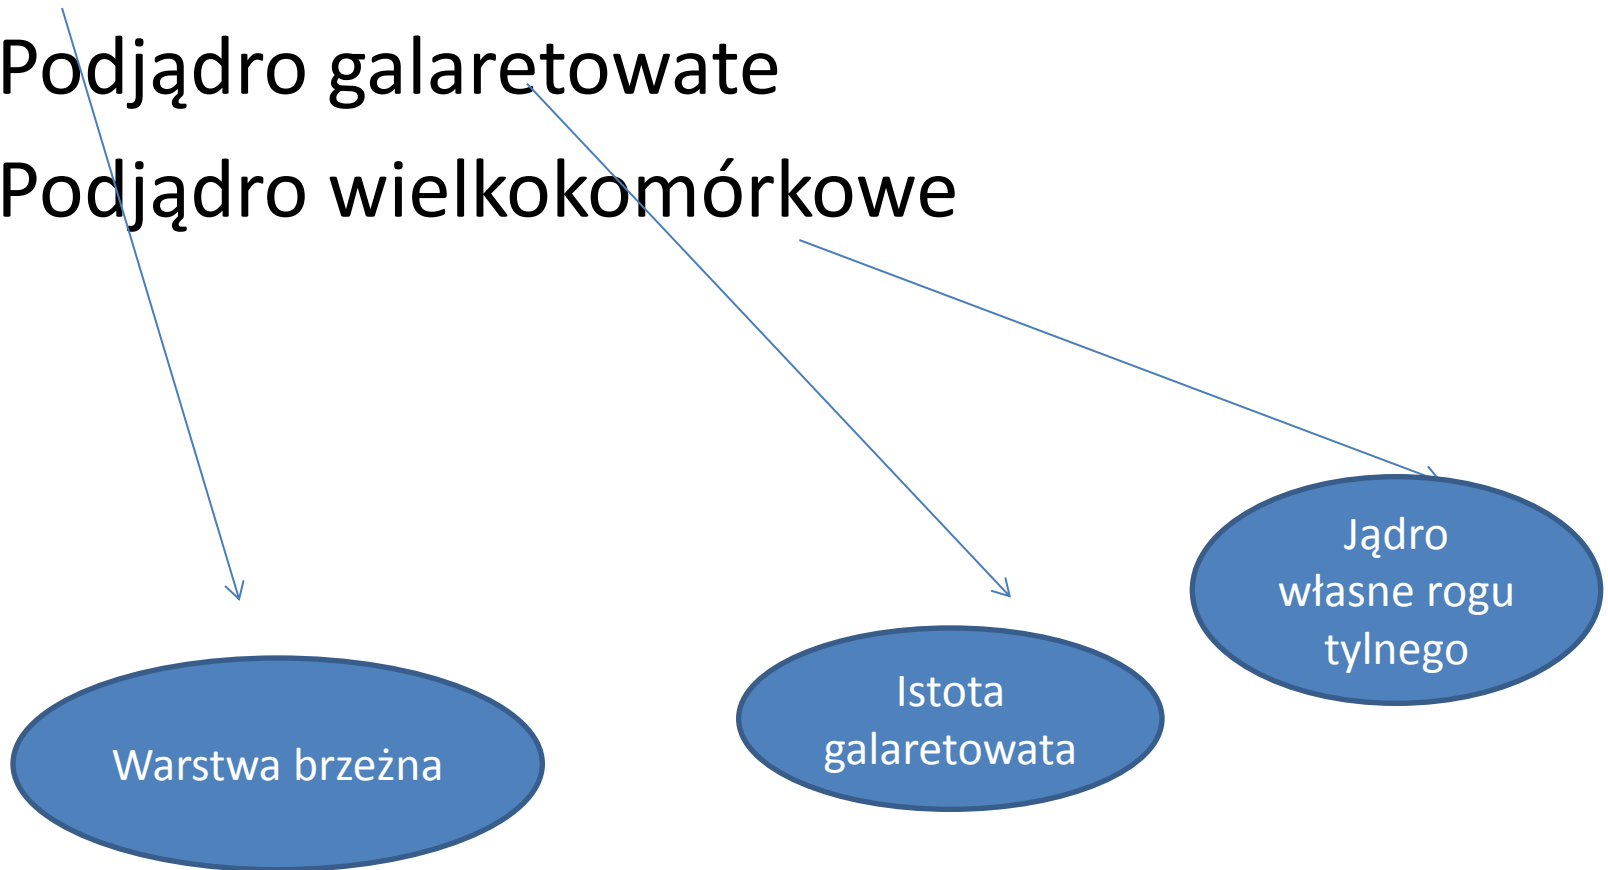 Podjądro galaretowate
Podjądro wielkokomórkowe
Jądro
własne rogu
tylnego
Istota
galaretowata
Warstwa brzeżna